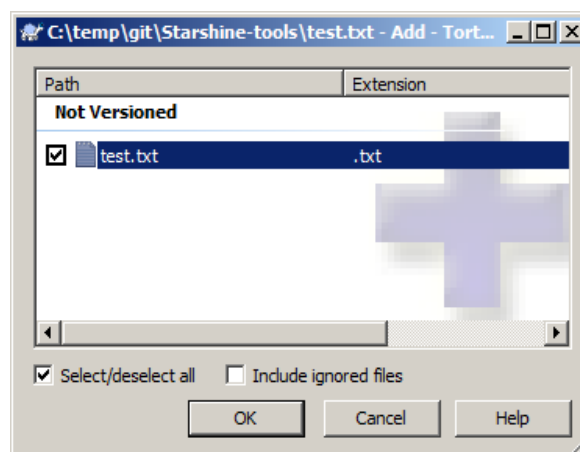 C:\temp\git\Starshine-tools\test.txt - Add - Tort...
Path Extension
Not Versioned
test.txt .txt
Select/deselect all Include ignored files
OK Cancel Help